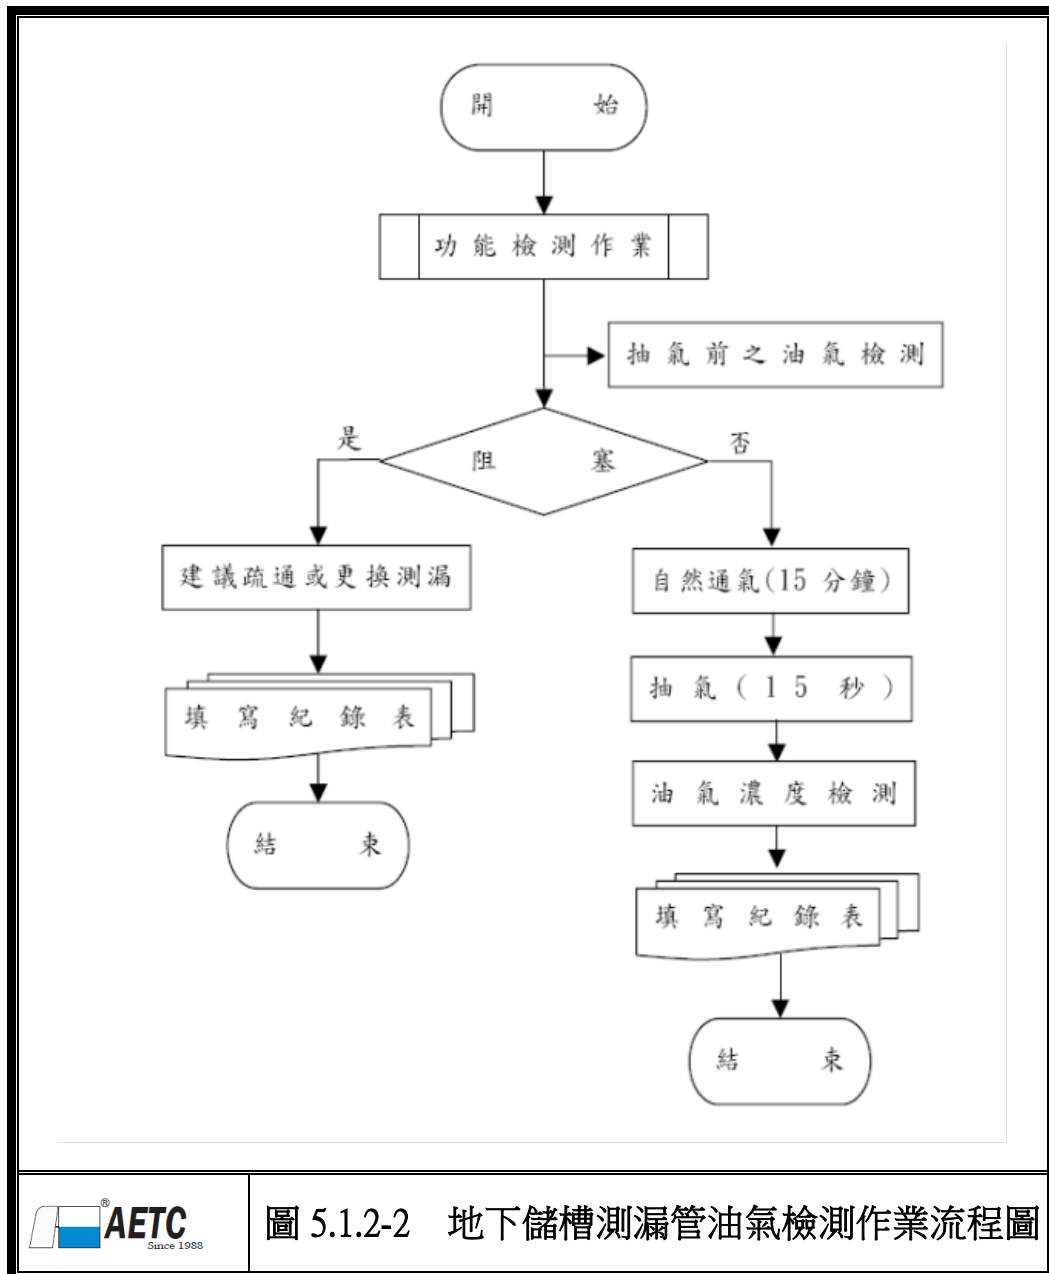 開始
功能檢測作業
抽氣前之油氣檢測
是
否
阻塞
建議疏通或更換測漏
自然通氣(15 分鐘)
填寫紀錄表
抽氣(15 秒)
油氣濃度檢測
結束
填寫紀錄表
結束
® AETC
Since 1988
圖 5.1.2-2 地下儲槽測漏管油氣檢測作業流程圖